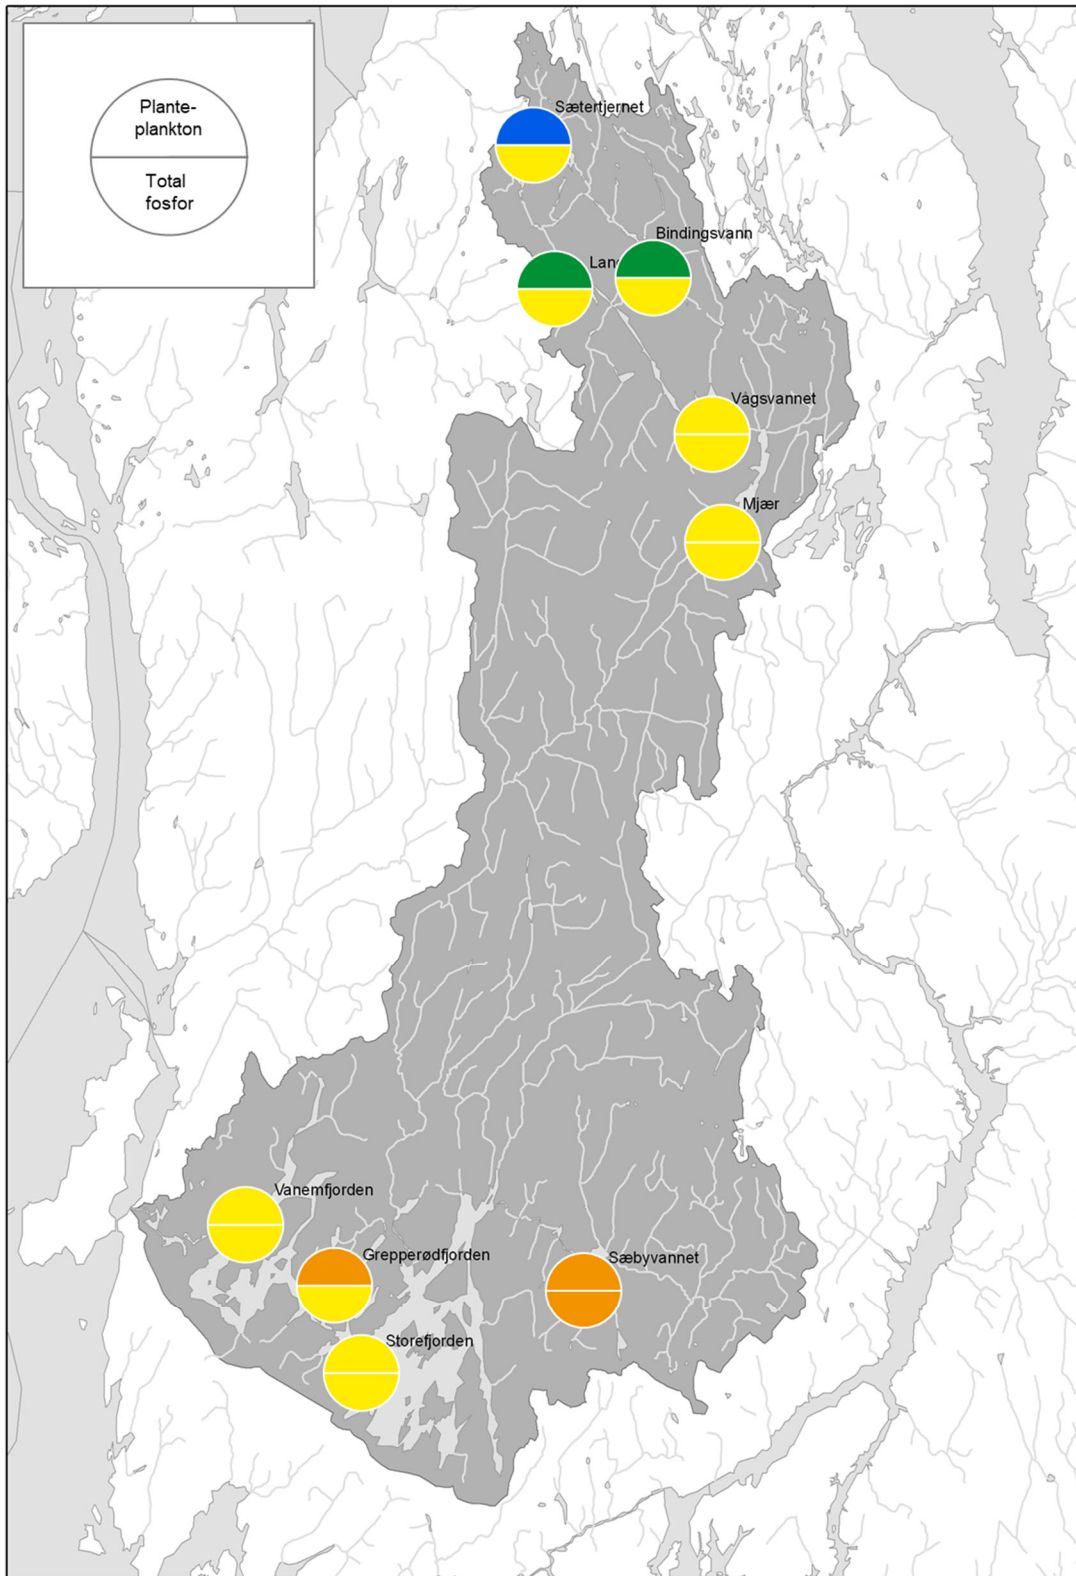 Plante-
plankton
Total
fosfor
Sætertjernet
Bindingsvann
Vågsvannet
Mjær
Vanemfjorden
Grepperødfjorden
Sæbyvannet
Storefjorden